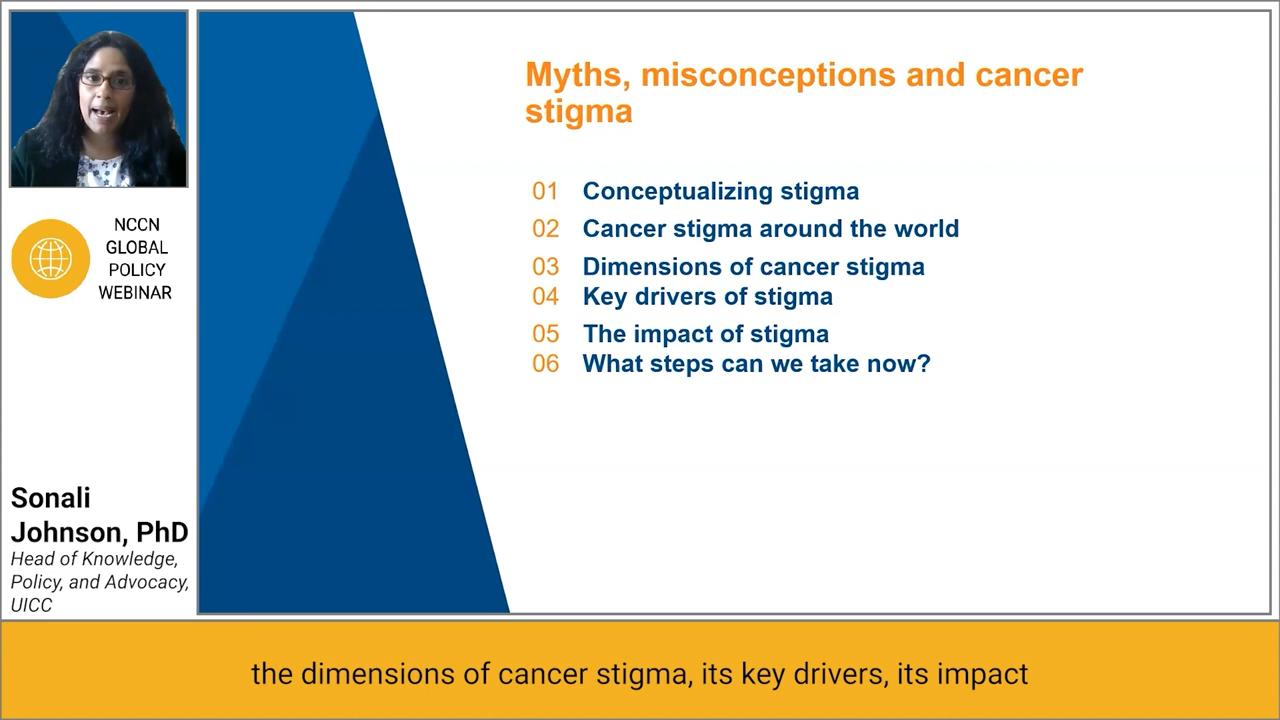 NCCN
GLOBAL
POLICY
WEBINAR
Sonali
Johnson, PhD
Head of Knowledge,
Policy, and Advocacy,
UICC
Myths, misconceptions and cancer
stigma
01 Conceptualizing stigma
02 Cancer stigma around the world
03 Dimensions of cancer stigma
04 Key drivers of stigma
05 The impact of stigma
06 What steps can we take now?
the dimensions of cancer stigma, its key drivers, its impact